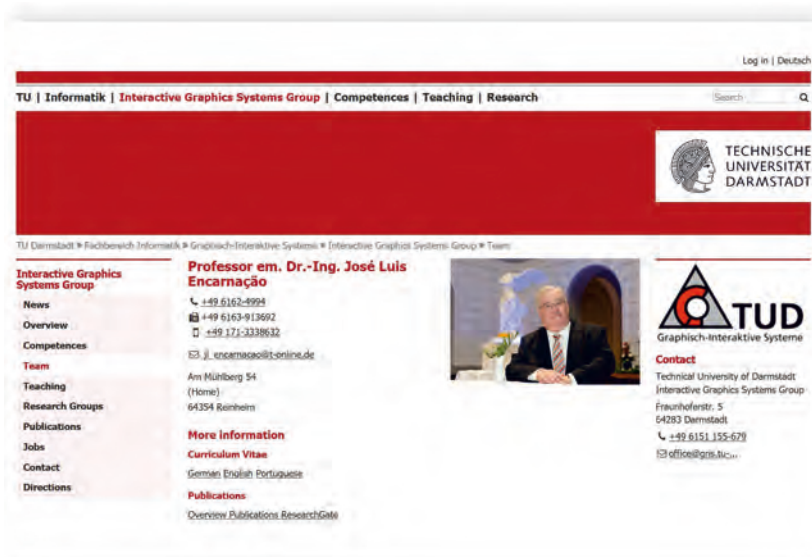 Log in | Deutsch
TU | Informatik | Interactive Graphics Systems Group | Competences | Teaching | Research
Search
TECHNISCHE
UNIVERSITÄT
DARMSTADT
TU Darmstadt » Fachbereich Informatik » Graphisch-Interaktive Systeme » Interactive Graphics Systems Group » Team
Interactive Graphics
Systems Group
News
Overview
Competences
Team
Teaching
Research Groups
Publications
Jobs
Contact
Directions
Professor em. Dr.-Ing. José Luis
Encarnação
+49 6162-4994
+49 6163-913692
+49 171-3338632
jl_encarnacao@t-online.de
Am Mühlberg 54
(Home)
64354 Reinheim
More information
Curriculum Vitae
German English Portuguese
Publications
Overview Publications ResearchGate
TUD
Graphisch-Interaktive Systeme
Contact
Technical University of Darmstadt
Interactive Graphics Systems Group
Fraunhoferstr. 5
64283 Darmstadt
+49 6151 155-679
office@gris.tu-...